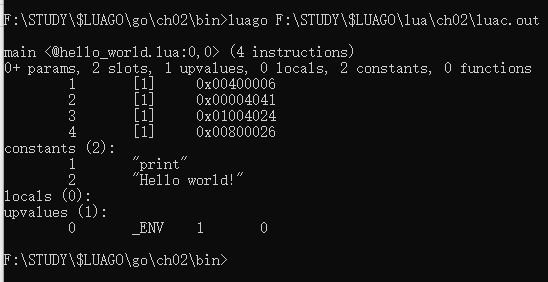 F:\STUDY\$LUAGO\go\ch02\bin>luago F:\STUDY\$LUAGO\lua\ch02\luac.out
main <@hello_world.lua:0,0> (4 instructions)
0+ params, 2 slots, 1 upvalues, 0 locals, 2 constants, 0 functions
1 [1] 0x00400006
2 [1] 0x00004041
3 [1] 0x01004024
4 [1] 0x00800026
constants (2):
1 "print"
2 "Hello world!"
locals (0):
upvalues (1):
0 _ENV 1 0
F:\STUDY\$LUAGO\go\ch02\bin>